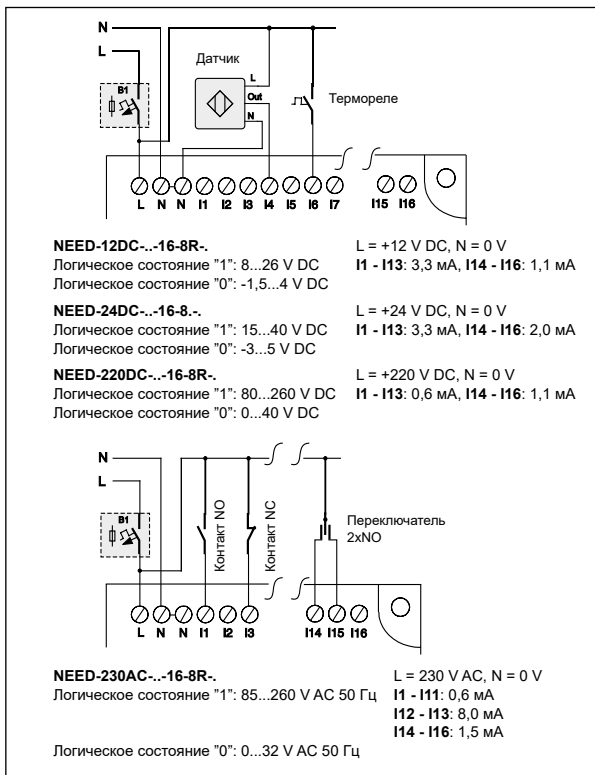 N
L
Датчик
B1
L
Out
N
Термореле
L N N I1 I2 I3 I4 I5 I6 I7 I15 I16
NEED-12DC-..-16-8R-. L = +12 V DC, N = 0 V
Логическое состояние ”1”: 8...26 V DC I1 - I13: 3,3 мА, I14 - I16: 1,1 мА
Логическое состояние ”0”: -1,5...4 V DC
NEED-24DC-..-16-8.-. L = +24 V DC, N = 0 V
Логическое состояние ”1”: 15...40 V DC I1 - I13: 3,3 мА, I14 - I16: 2,0 мА
Логическое состояние ”0”: -3...5 V DC
NEED-220DC-..-16-8R-. L = +220 V DC, N = 0 V
Логическое состояние ”1”: 80...260 V DC I1 - I13: 0,6 мА, I14 - I16: 1,1 мА
Логическое состояние ”0”: 0...40 V DC
N
L
B1
Контакт NO
Контакт NC
Переключатель
2xNO
L N N I1 I2 I3 I14 I15 I16
NEED-230AC-..-16-8R-. L = 230 V AC, N = 0 V
Логическое состояние ”1”: 85...260 V AC 50 Гц I1 - I11: 0,6 мА
I12 - I13: 8,0 мА
I14 - I16: 1,5 мА
Логическое состояние ”0”: 0...32 V AC 50 Гц